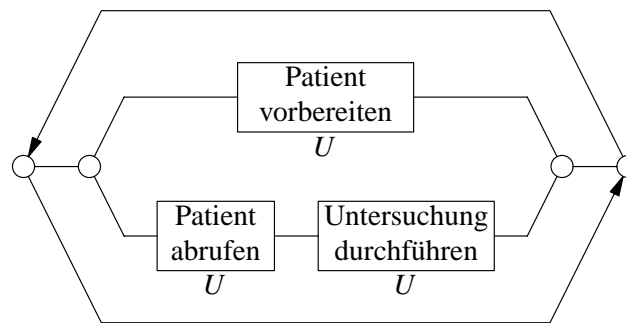 Patient
vorbereiten
U
Patient
abrufen
U
Untersuchung
durchführen
U